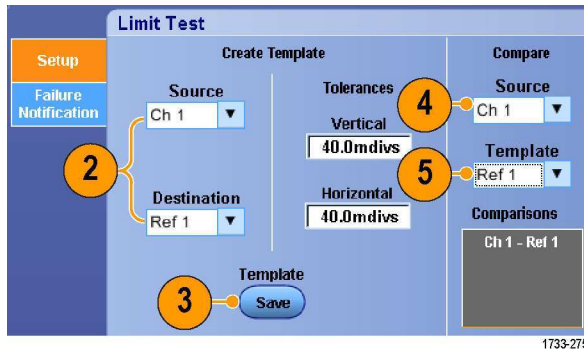 Limit Test
Setup
Failure
Notification
Create Template
Source
Ch 1
2
Destination
Ref 1
Tolerances
Vertical
40.0mdivs
Horizontal
40.0mdivs
Template
3
Save
Compare
Source
4
Ch 1
Template
5
Ref 1
Comparisons
Ch 1 - Ref 1